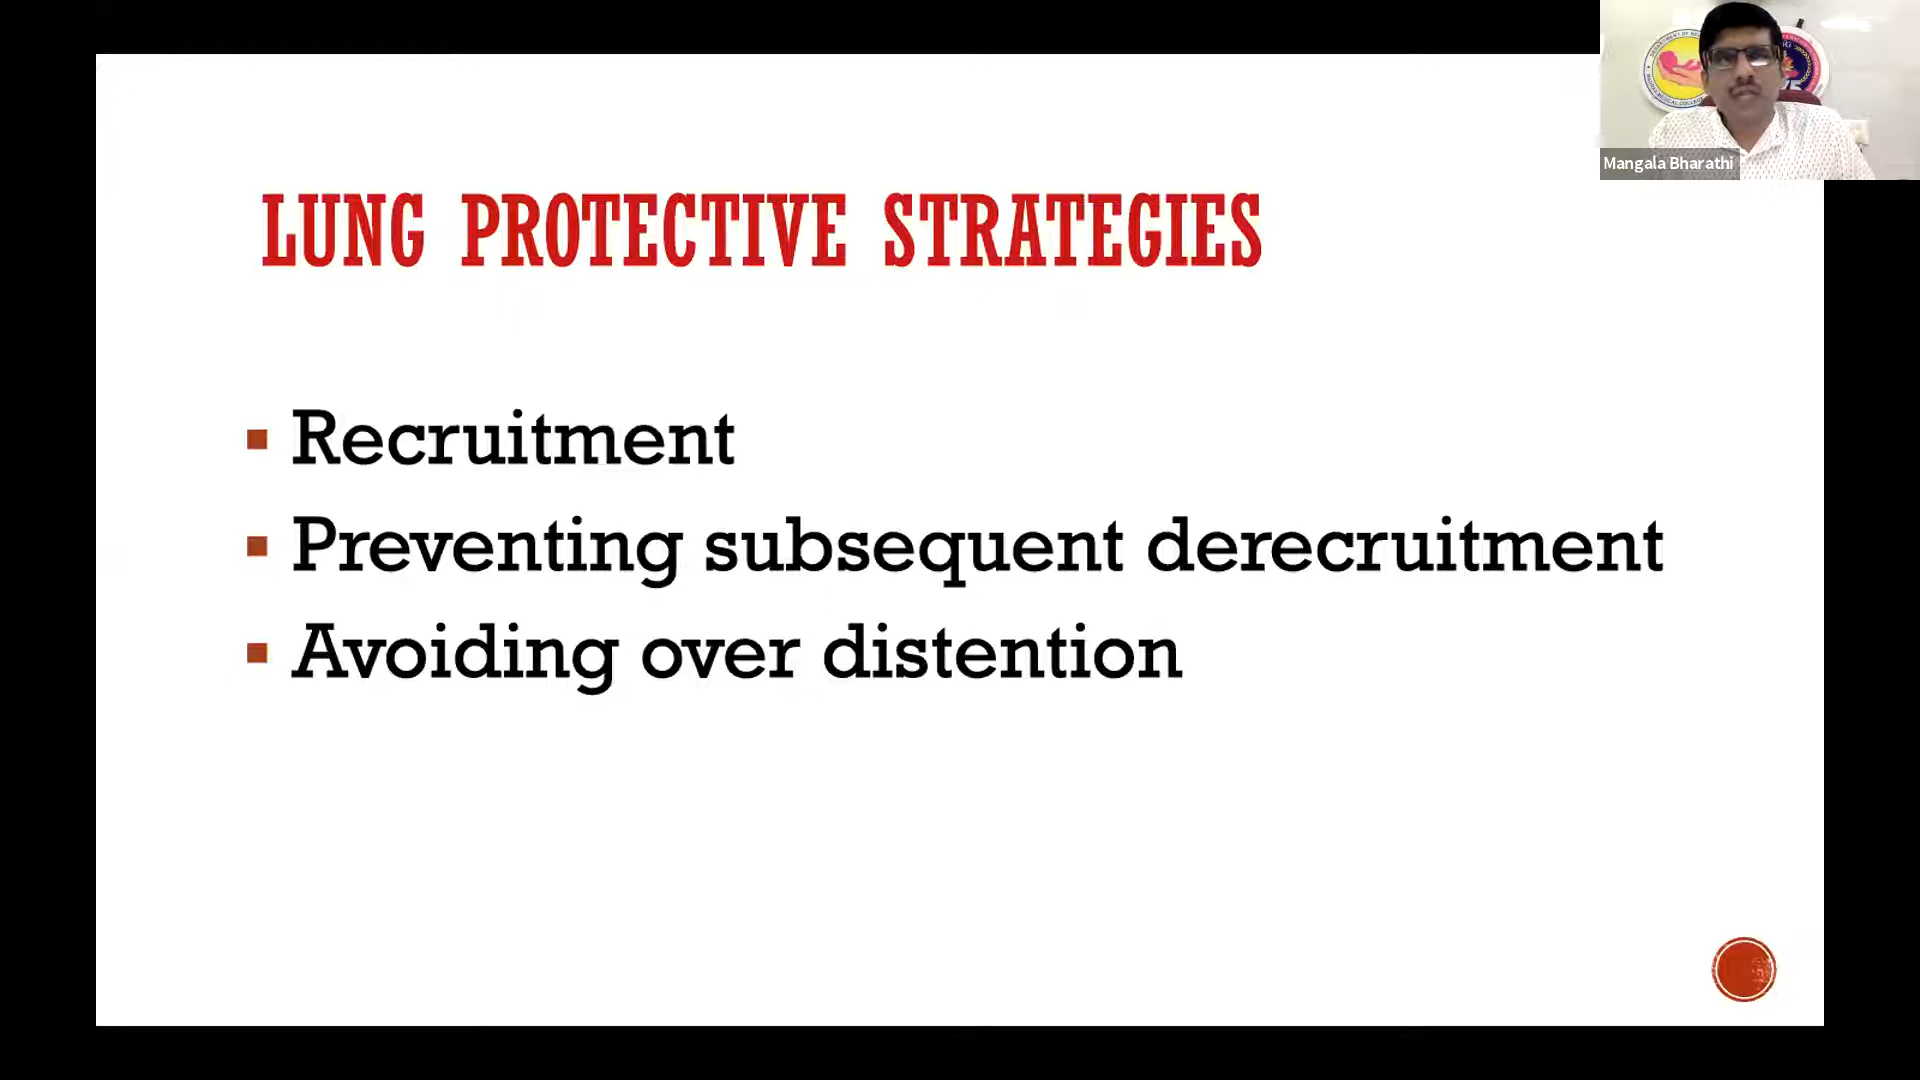 LUNG PROTECTIVE STRATEGIES
Recruitment
Preventing subsequent derecruitment
Avoiding over distention
Mangala Bharathi